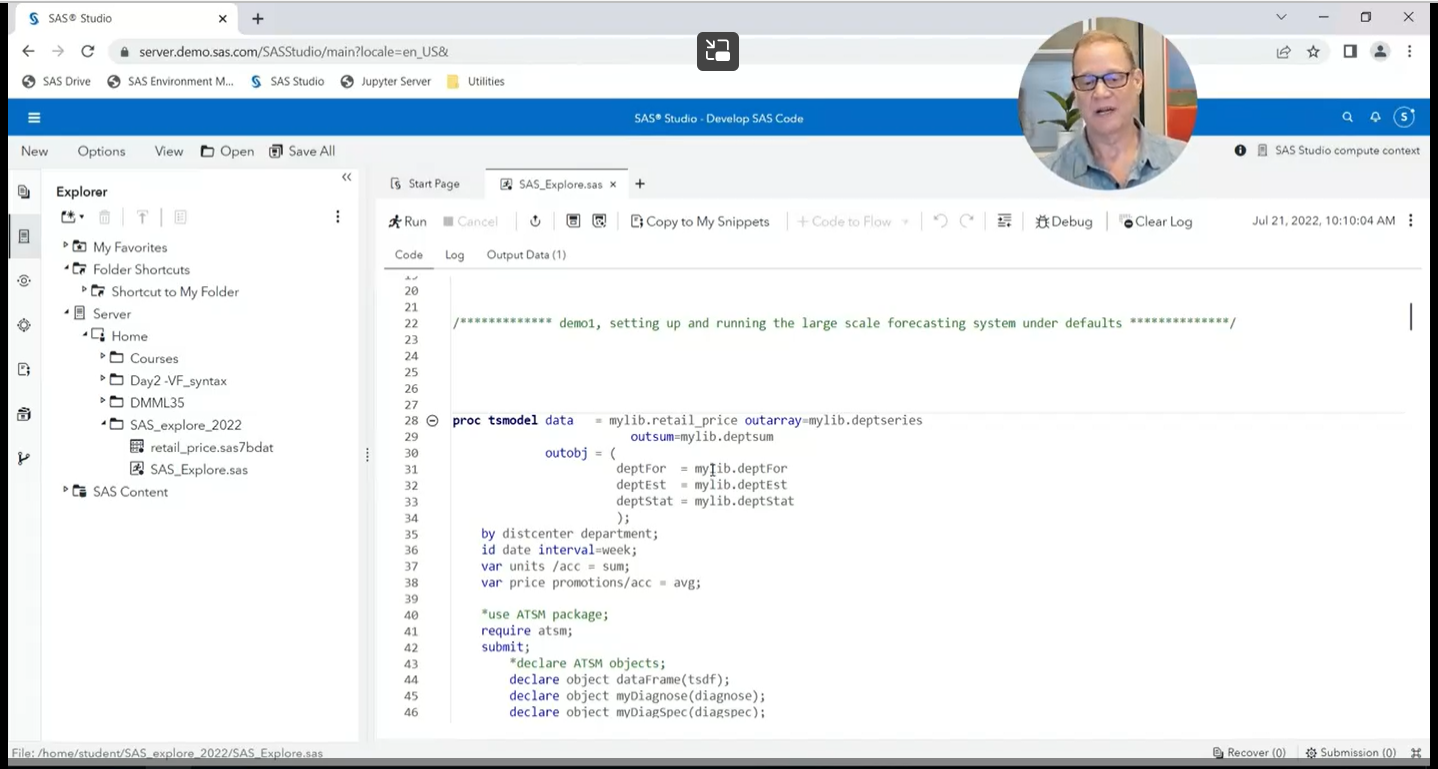 SAS® Studio
server.demo.sas.com/SASStudio/main?locale=en_US&
SAS Drive SAS Environment M... SAS Studio Jupyter Server Utilities
SAS® Studio - Develop SAS Code
S
New Options View Open Save All
SAS Studio compute context
Explorer
My Favorites
Folder Shortcuts
Shortcut to My Folder
Server
Home
Courses
Day2 -VF_syntax
DMML35
SAS_explore_2022
retail_price.sas7bdat
SAS_Explore.sas
SAS Content
Start Page SAS_Explore.sas
Run Cancel Copy to My Snippets Code to Flow Debug Clear Log Jul 21, 2022, 10:10:04 AM
Code Log Output Data (1)
20
21
22 /************* demo1, setting up and running the large scale forecasting system under defaults **************/
23
24
25
26
27
28 proc tsmodel data = mylib.retail_price outarray=mylib.deptseries
29 outsum=mylib.deptsum
30 outobj = (
31 deptFor = mylib.deptFor
32 deptEst = mylib.deptEst
33 deptStat = mylib.deptStat
34 );
35 by distcenter department;
36 id date interval=week;
37 var units /acc = sum;
38 var price promotions/acc = avg;
39
40 *use ATSM package;
41 require atsm;
42 submit;
43 *declare ATSM objects;
44 declare object dataFrame(tsdf);
45 declare object myDiagnose(diagnose);
46 declare object myDiagSpec(diagspec);
File: /home/student/SAS_explore_2022/SAS_Explore.sas
Recover (0) Submission (0)